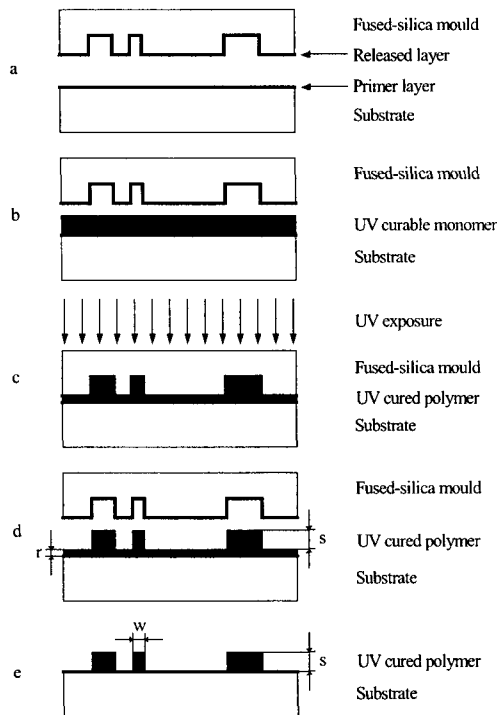 Fused-silica mould
Released layer
a
Primer layer
Substrate
Fused-silica mould
b
UV curable monomer
Substrate
UV exposure
Fused-silica mould
c
UV cured polymer
Substrate
Fused-silica mould
d
s
UV cured polymer
r
Substrate
w
s
UV cured polymer
e
Substrate